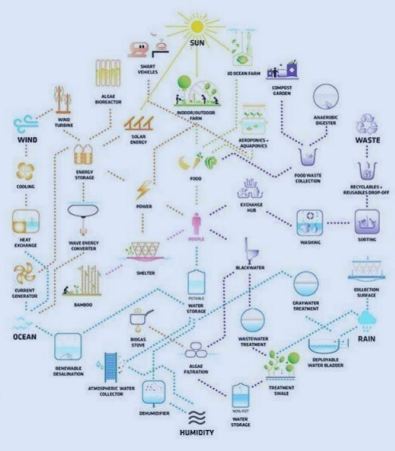 SUN
SMART
VEHICLES
3D OCEAN FARM
COMPOST
GARDEN
ALGAE
BIOREACTOR
WIND
TURBINE
INDOOR/OUTDOOR
FARM
ANAEROBIC
DIGESTER
WIND
SOLAR
ENERGY
AEROPONICS +
AQUAPONICS
WASTE
COOLING
ENERGY
STORAGE
FOOD
FOOD WASTE
COLLECTION
RECYCLABLES +
REUSABLES DROP-OFF
POWER
EXCHANGE
HUB
HEAT
EXCHANGE
WAVE ENERGY
CONVERTER
PEOPLE
WASHING
SORTING
SHELTER
BLACKWATER
CURRENT
GENERATOR
BAMBOO
POTABLE
WATER
STORAGE
GRAYWATER
TREATMENT
COLLECTION
SURFACE
OCEAN
BIOGAS
STOVE
WASTEWATER
TREATMENT
RAIN
RENEWABLE
DESALINATION
ALGAE
FILTRATION
DEPLOYABLE
WATER BLADDER
ATMOSPHERIC WATER
COLLECTOR
TREATMENT
SWALE
DEHUMIDIFIER
NON-POT
WATER
STORAGE
HUMIDITY